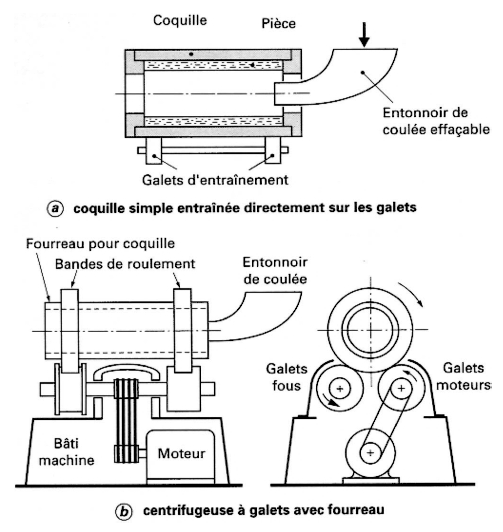 Coquille
Pièce
Entonnoir de
coulée effaçable
Galets d'entraînement
a coquille simple entraînée directement sur les galets
Fourreau pour coquille
Bandes de roulement
Entonnoir
de coulée
Galets
fous
Galets
moteurs
Bâti
machine
Moteur
b centrifugeuse à galets avec fourreau